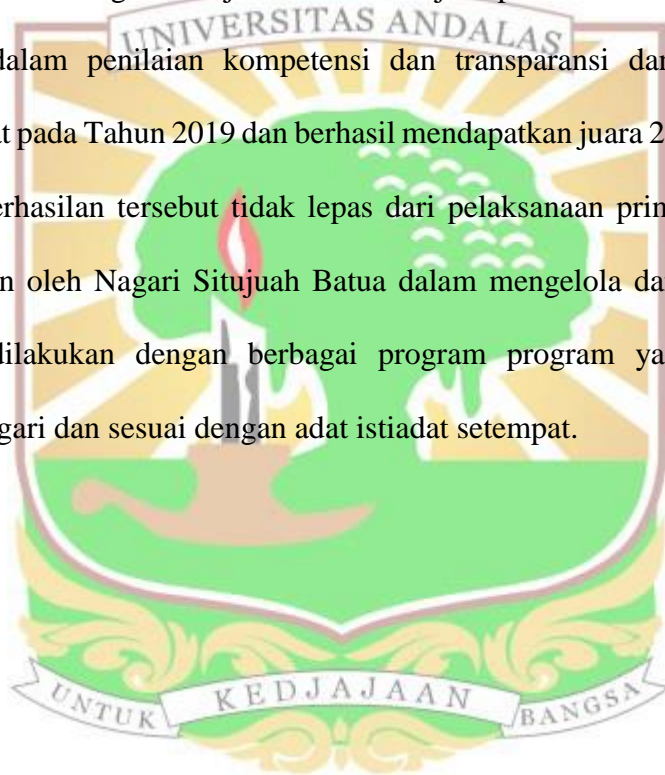 UNIVERSITAS ANDALAS
dalam penilaian kompetensi dan transparansi dar
at pada Tahun 2019 dan berhasil mendapatkan juara 2
erhasilan tersebut tidak lepas dari pelaksanaan prin
n oleh Nagari Situjuah Batua dalam mengelola da
dilakukan dengan berbagai program program ya
gari dan sesuai dengan adat istiadat setempat.
UNTUK KEDJAJAAN BANGSA